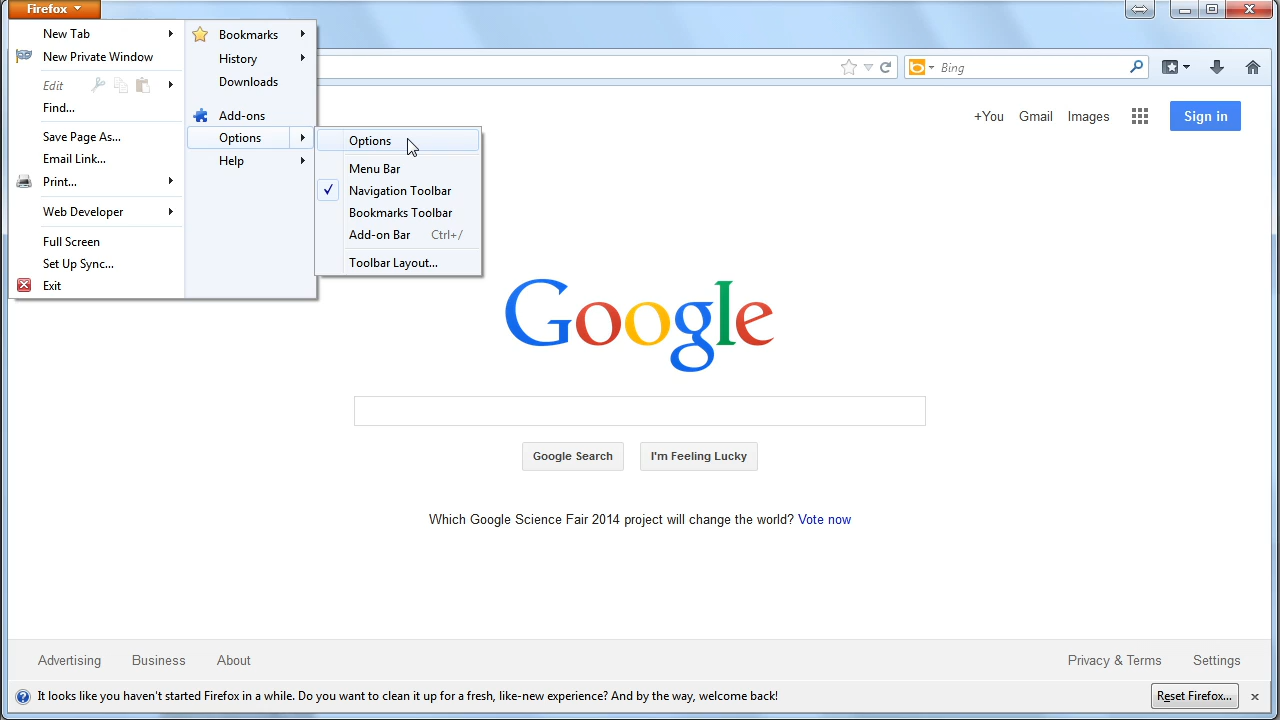 Firefox
New Tab
New Private Window
Edit
Find...
Save Page As...
Email Link...
Print...
Web Developer
Full Screen
Set Up Sync...
Exit
Bookmarks
History
Downloads
Add-ons
Options
Help
Options
Menu Bar
Navigation Toolbar
Bookmarks Toolbar
Add-on Bar Ctrl+/
Toolbar Layout...
Bing
+You Gmail Images Sign in
Google
Google Search I'm Feeling Lucky
Which Google Science Fair 2014 project will change the world? Vote now
Advertising Business About Privacy & Terms Settings
It looks like you haven't started Firefox in a while. Do you want to clean it up for a fresh, like-new experience? And by the way, welcome back! Reset Firefox...